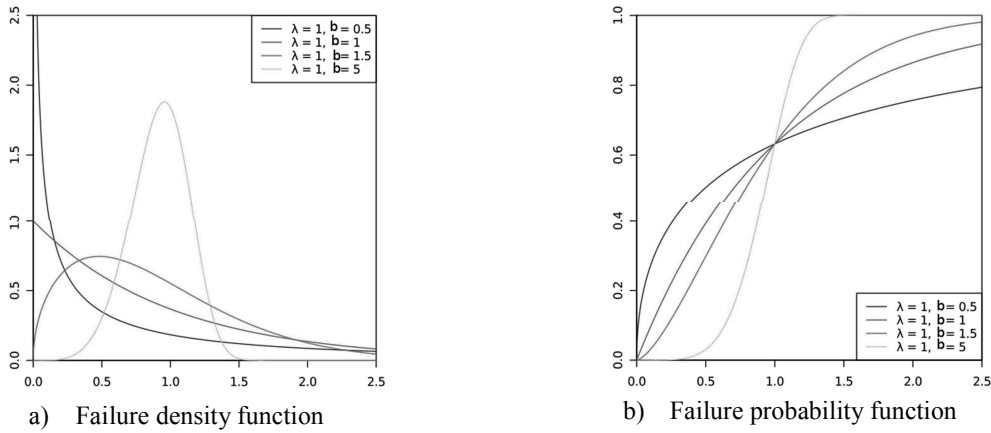 2.5
2.0
1.5
1.0
0.5
0.0
λ = 1, b = 0.5
λ = 1, b = 1
λ = 1, b = 1.5
λ = 1, b = 5
0.0 0.5 1.0 1.5 2.0 2.5
a) Failure density function
1.0
0.8
0.6
0.4
0.2
0.0
λ = 1, b = 0.5
λ = 1, b = 1
λ = 1, b = 1.5
λ = 1, b = 5
0.0 0.5 1.0 1.5 2.0 2.5
b) Failure probability function